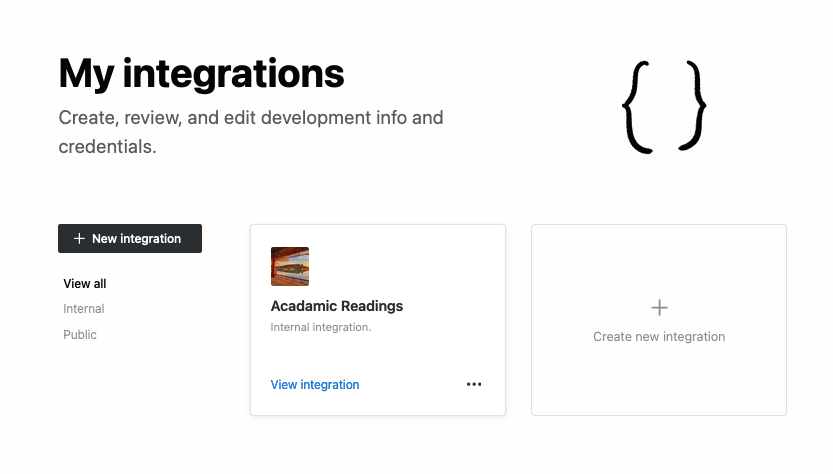 My integrations
Create, review, and edit development info and
credentials.
{ }
New integration
View all
Internal
Public
Acadamic Readings
Internal integration.
View integration
Create new integration